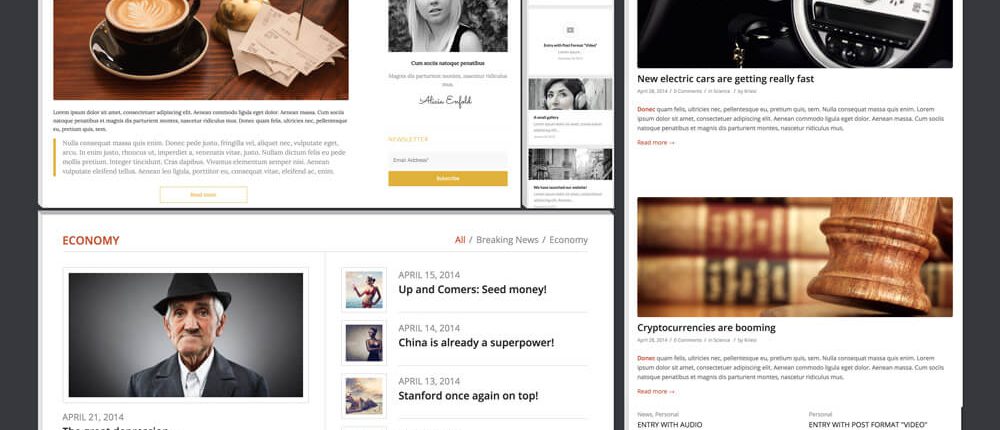 Lorem ipsum dolor sit amet, consectetuer adipiscing elit. Aenean commodo ligula eget dolor. Aenean massa. Cum sociis
natoque penatibus et magnis dis parturient montes, nascetur ridiculus mus. Donec quam felis, ultricies nec, pellentesque
eu, pretium quis, sem.
Nulla consequat massa quis enim. Donec pede justo, fringilla vel, aliquet nec, vulputate eget,
arcu. In enim justo, rhoncus ut, imperdiet a, venenatis vitae, justo. Nullam dictum felis eu pede
mollis pretium. Integer tincidunt. Cras dapibus. Vivamus elementum semper nisi. Aenean
vulputate eleifend tellus. Aenean leo ligula, porttitor eu, consequat vitae, eleifend ac, enim.
Read more
Cum sociis natoque penatibus
Magnis dis parturient montes, nascetur ridiculus
mus.
Alicia Enfold
NEWSLETTER
Email Address*
Subscribe
Entry with Post Format "Video"
A small gallery
We have launched our website!
New electric cars are getting really fast
April 28, 2014 / 0 Comments / in Science / by Kriesi
Donec quam felis, ultricies nec, pellentesque eu, pretium quis, sem. Nulla consequat massa quis enim. Lorem
ipsum dolor sit amet, consectetuer adipiscing elit. Aenean commodo ligula eget dolor. Aenean massa. Cum sociis
natoque penatibus et magnis dis parturient montes, nascetur ridiculus mus.
Read more →
Cryptocurrencies are booming
April 28, 2014 / 0 Comments / in Science / by Kriesi
Donec quam felis, ultricies nec, pellentesque eu, pretium quis, sem. Nulla consequat massa quis enim. Lorem
ipsum dolor sit amet, consectetuer adipiscing elit. Aenean commodo ligula eget dolor. Aenean massa. Cum sociis
natoque penatibus et magnis dis parturient montes, nascetur ridiculus mus.
Read more →
News, Personal
ENTRY WITH AUDIO
Personal
ENTRY WITH POST FORMAT "VIDEO"
ECONOMY
All / Breaking News / Economy
APRIL 21, 2014
The great depression
APRIL 15, 2014
Up and Comers: Seed money!
APRIL 14, 2014
China is already a superpower!
APRIL 13, 2014
Stanford once again on top!